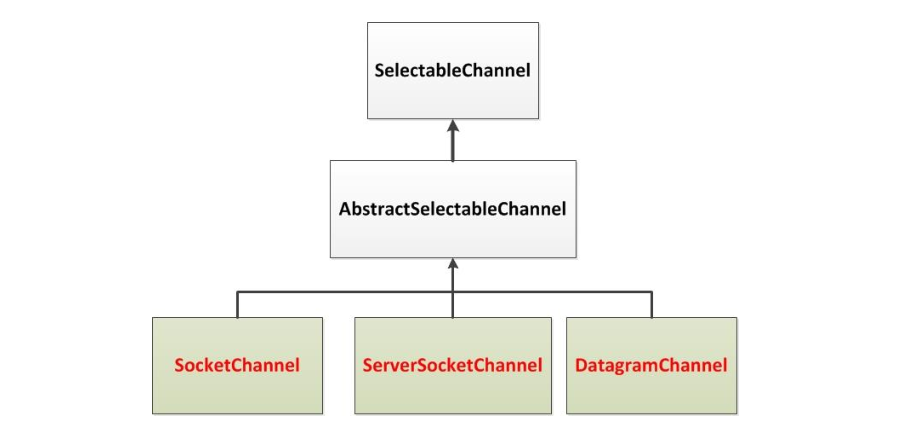 SelectableChannel
AbstractSelectableChannel
SocketChannel
ServerSocketChannel
DatagramChannel